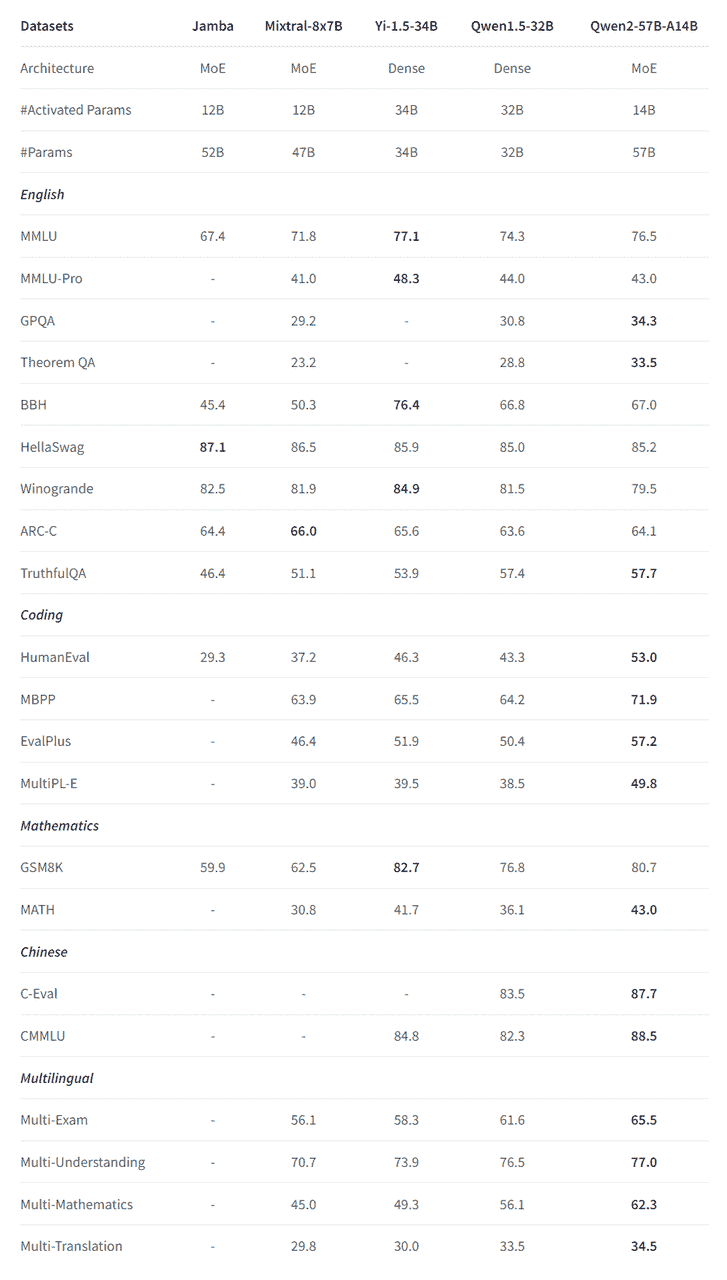 Datasets Jamba Mixtral-8x7B Yi-1.5-34B Qwen1.5-32B Qwen2-57B-A14B
Architecture MoE MoE Dense Dense MoE
#Activated Params 12B 12B 34B 32B 14B
#Params 52B 47B 34B 32B 57B
English
MMLU 67.4 71.8 77.1 74.3 76.5
MMLU-Pro - 41.0 48.3 44.0 43.0
GPQA - 29.2 - 30.8 34.3
Theorem QA - 23.2 - 28.8 33.5
BBH 45.4 50.3 76.4 66.8 67.0
HellaSwag 87.1 86.5 85.9 85.0 85.2
Winogrande 82.5 81.9 84.9 81.5 79.5
ARC-C 64.4 66.0 65.6 63.6 64.1
TruthfulQA 46.4 51.1 53.9 57.4 57.7
Coding
HumanEval 29.3 37.2 46.3 43.3 53.0
MBPP - 63.9 65.5 64.2 71.9
EvalPlus - 46.4 51.9 50.4 57.2
MultiPL-E - 39.0 39.5 38.5 49.8
Mathematics
GSM8K 59.9 62.5 82.7 76.8 80.7
MATH - 30.8 41.7 36.1 43.0
Chinese
C-Eval - - - 83.5 87.7
CMMLU - - 84.8 82.3 88.5
Multilingual
Multi-Exam - 56.1 58.3 61.6 65.5
Multi-Understanding - 70.7 73.9 76.5 77.0
Multi-Mathematics - 45.0 49.3 56.1 62.3
Multi-Translation - 29.8 30.0 33.5 34.5